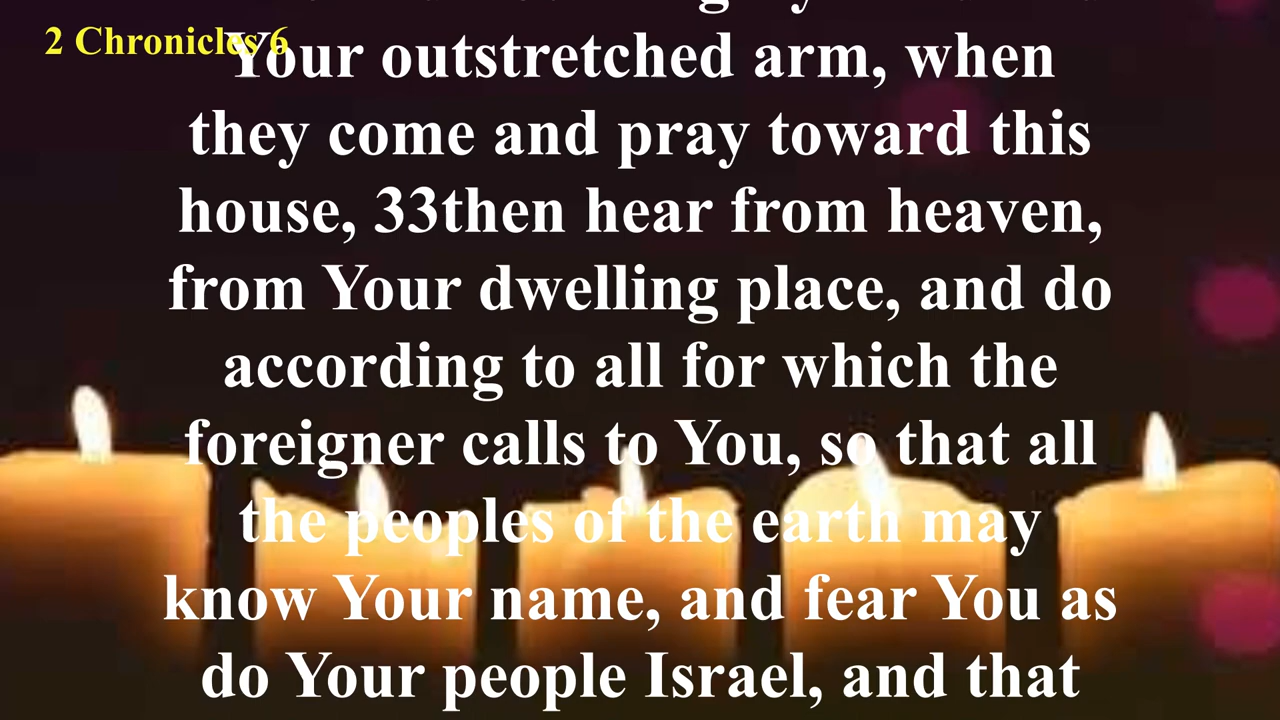 2 Chronicles 6
Your outstretched arm, when
they come and pray toward this
house, 33then hear from heaven,
from Your dwelling place, and do
according to all for which the
foreigner calls to You, so that all
the peoples of the earth may
know Your name, and fear You as
do Your people Israel, and that